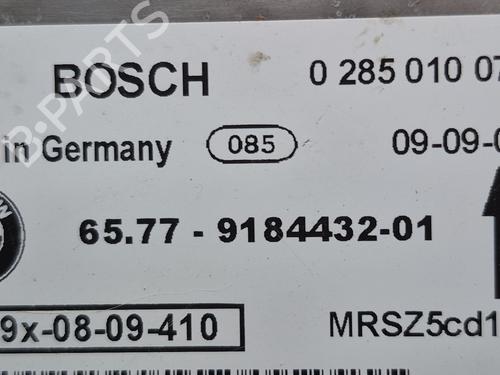 B-PARTS
BOSCH 0 285 010 07
in Germany 085 09-09-0
65.77 - 9184432-01
9x-08-09-410 MRSZ5cd1